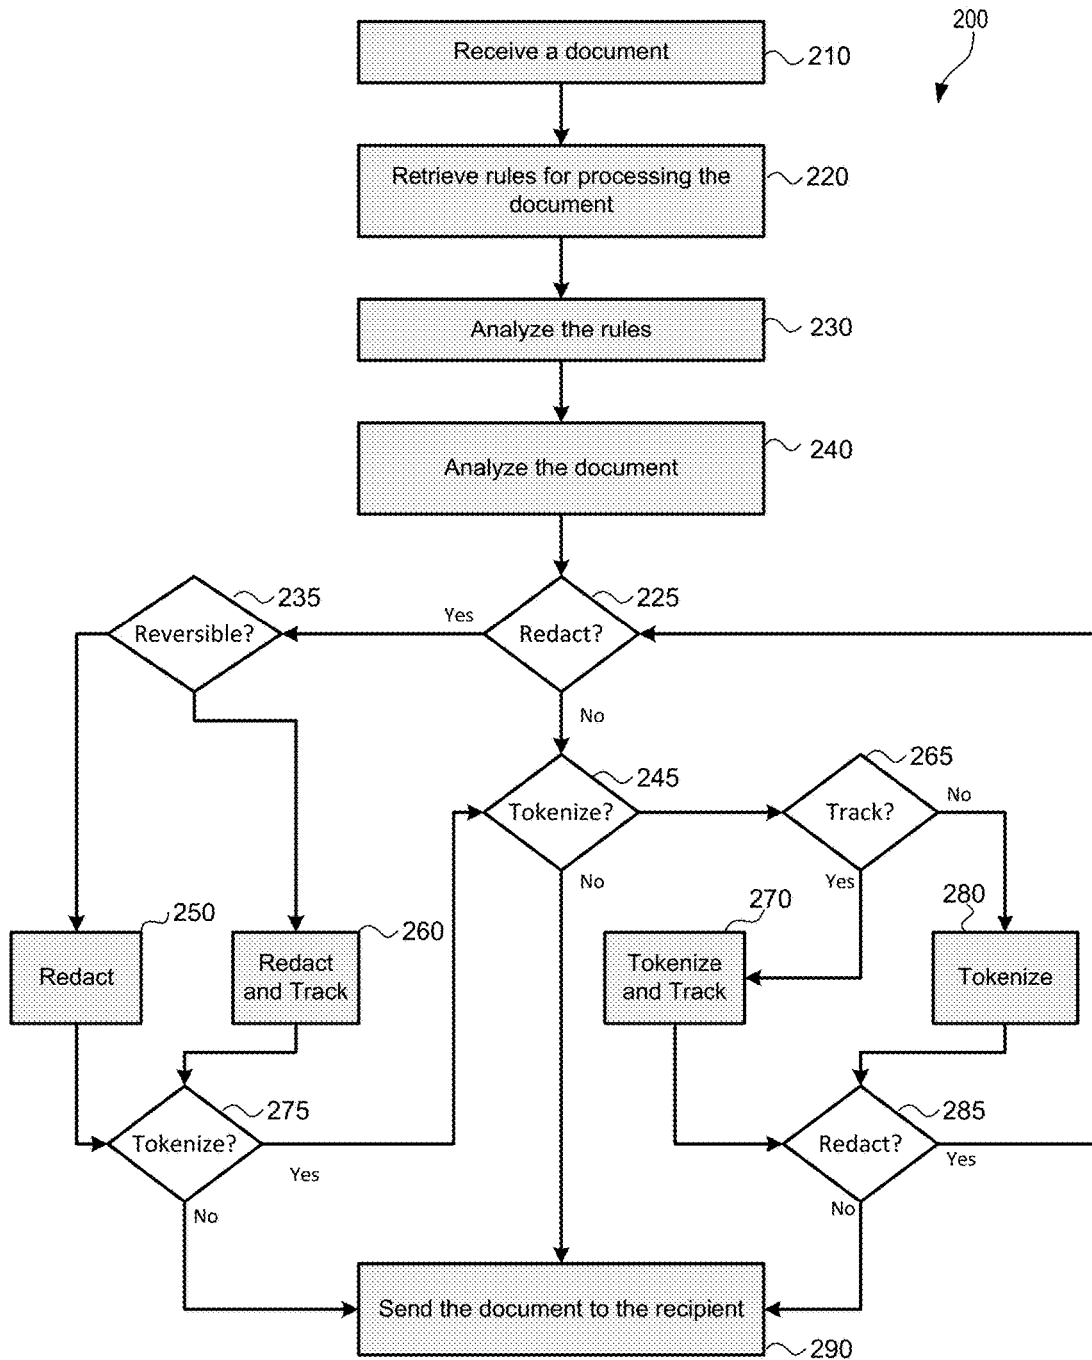 200
Receive a document
210
Retrieve rules for processing the
document
220
Analyze the rules
230
Analyze the document
240
Reversible?
235
Yes
Redact?
225
No
Tokenize?
245
No
Track?
265
No
Yes
Redact
250
Redact
and Track
260
Tokenize
and Track
270
Tokenize
280
Tokenize?
275
Yes
No
Redact?
285
Yes
No
Send the document to the recipient
290